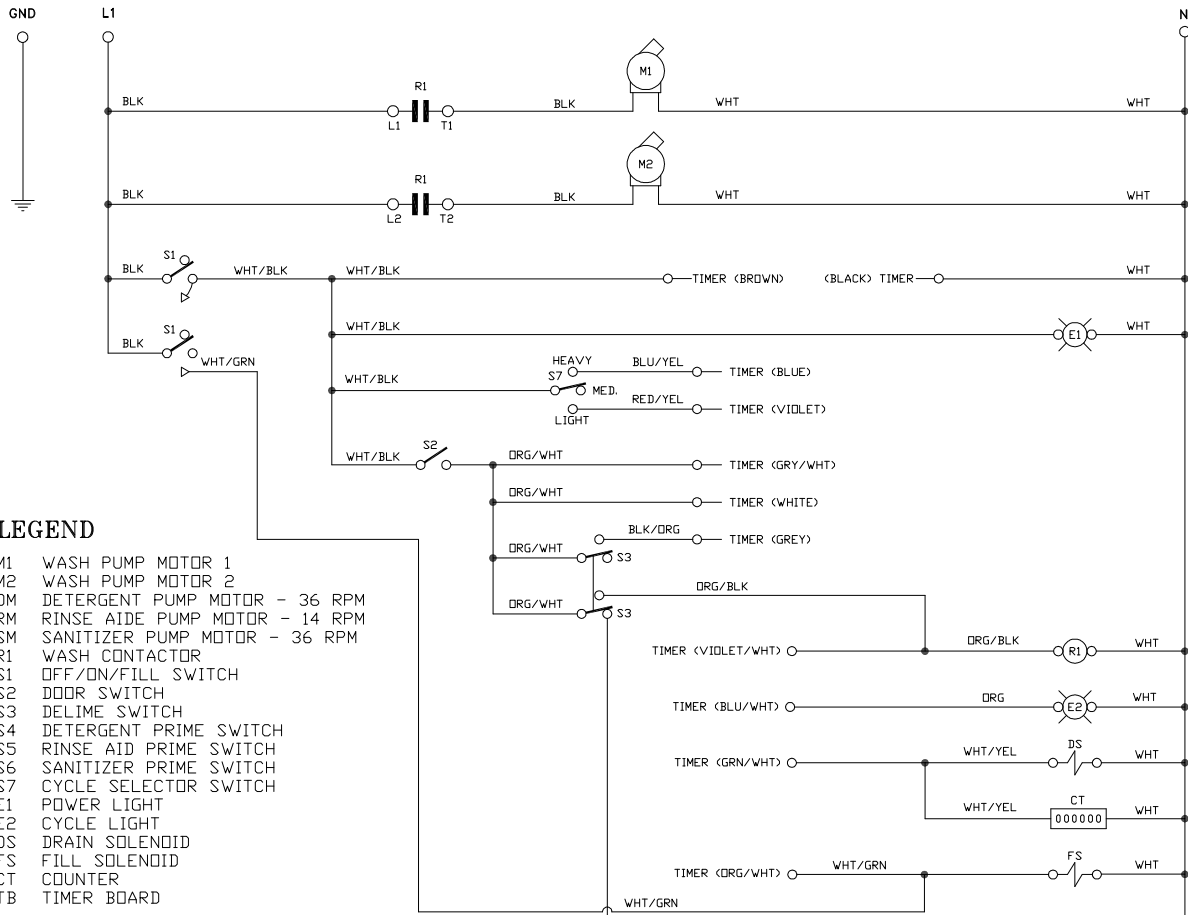 GND
L1
N
R1
M1
BLK
L1
T1
BLK
WHT
WHT
R1
M2
BLK
L2
T2
BLK
WHT
WHT
S1
BLK
WHT/BLK
WHT/BLK
TIMER (BROWN)
(BLACK) TIMER
WHT
S1
BLK
WHT/GRN
WHT/BLK
E1
WHT
HEAVY
BLU/YEL
TIMER (BLUE)
WHT/BLK
S7
MED.
RED/YEL
TIMER (VIOLET)
LIGHT
WHT/BLK
S2
ORG/WHT
TIMER (GRY/WHT)
ORG/WHT
TIMER (WHITE)
BLK/ORG
TIMER (GREY)
ORG/WHT
S3
ORG/BLK
ORG/WHT
S3
TIMER (VIOLET/WHT)
ORG/BLK
R1
WHT
TIMER (BLU/WHT)
ORG
E2
WHT
TIMER (GRN/WHT)
WHT/YEL
DS
WHT
WHT/YEL
CT
000000
WHT
TIMER (ORG/WHT)
WHT/GRN
FS
WHT
WHT/GRN
LEGEND
M1 WASH PUMP MOTOR 1
M2 WASH PUMP MOTOR 2
DM DETERGENT PUMP MOTOR - 36 RPM
RM RINSE AIDE PUMP MOTOR - 14 RPM
SM SANITIZER PUMP MOTOR - 36 RPM
R1 WASH CONTACTOR
S1 OFF/ON/FILL SWITCH
S2 DOOR SWITCH
S3 DELIME SWITCH
S4 DETERGENT PRIME SWITCH
S5 RINSE AID PRIME SWITCH
S6 SANITIZER PRIME SWITCH
S7 CYCLE SELECTOR SWITCH
E1 POWER LIGHT
E2 CYCLE LIGHT
DS DRAIN SOLENOID
FS FILL SOLENOID
CT COUNTER
TB TIMER BOARD